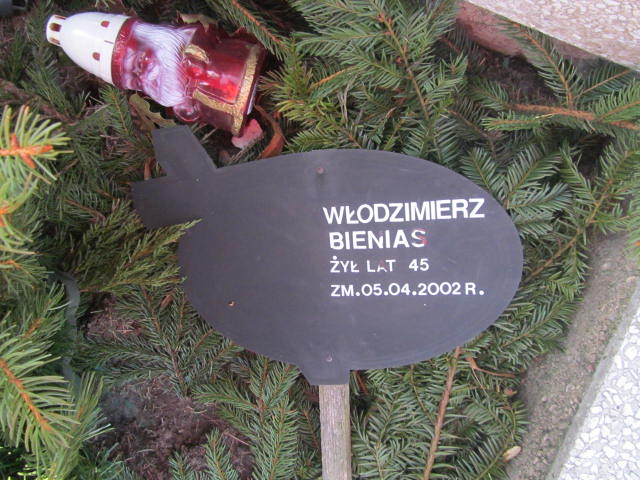 WŁODZIMIERZ
BIENIAS
ŻYŁ LAT 45
ZM.05.04.2002 R.